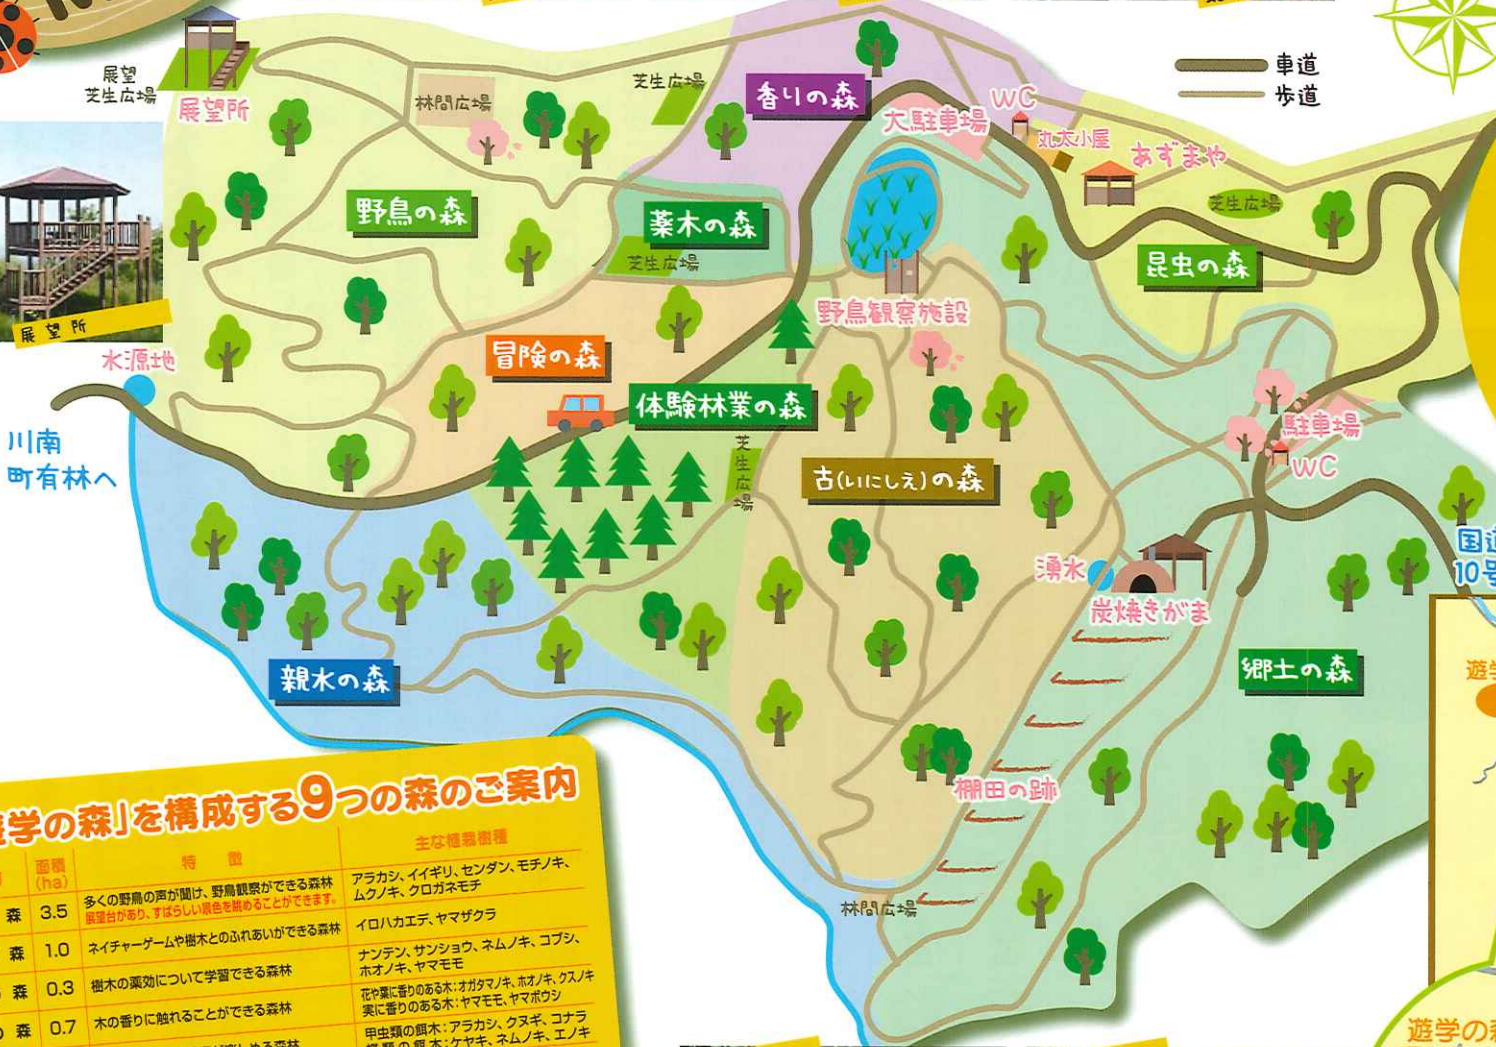 展望
芝生広場
展望所
林間広場
芝生広場
香りの森
大駐車場
WC
丸太小屋
あずまや
車道
歩道
野鳥の森
薬木の森
芝生広場
芝生広場
昆虫の森
展望所
水源地
野鳥観察施設
冒険の森
体験林業の森
川南
町有林へ
芝生広場
古(いにしえ)の森
駐車場
WC
湧水
炭焼きがま
国道
10号
親水の森
郷土の森
棚田の跡
林間広場
学の森」を構成する9つの森のご案内
面積
(ha)
特 徴
主な植栽樹種
森 3.5 多くの野鳥の声が聞け、野鳥観察ができる森林
展望台があり、すばらしい景色を眺めることができます。
アラカシ、イイギリ、センダン、モチノキ、
ムクノキ、クロガネモチ
森 1.0 ネイチャーゲームや樹木とのふれあいができる森林
イロハカエデ、ヤマザクラ
森 0.3 樹木の薬効について学習できる森林
ナンテン、サンショウ、ネムノキ、コブシ、
ホオノキ、ヤマモモ
の森 0.7 木の香りに触れることができる森林
花や葉に香りのある木:オガタマノキ、ホオノキ、クスノキ
実に香りのある木:ヤマモモ、ヤマボウシ
甲虫類の餌木:アラカシ、クヌギ、コナラ
の餌木:ケヤキ、ネムノキ、エノキ
遊学
遊学の森